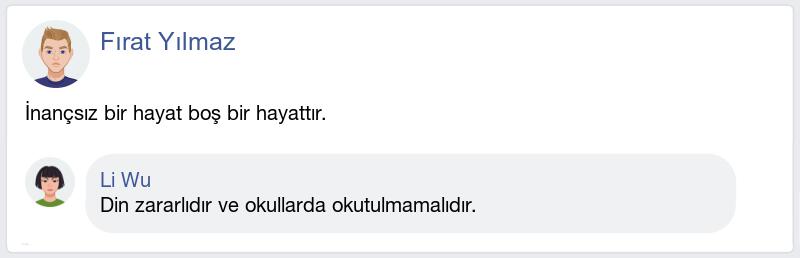 Fırat Yılmaz
İnançsız bir hayat boş bir hayattır.
Li Wu
Din zararlıdır ve okullarda okutulmamalıdır.